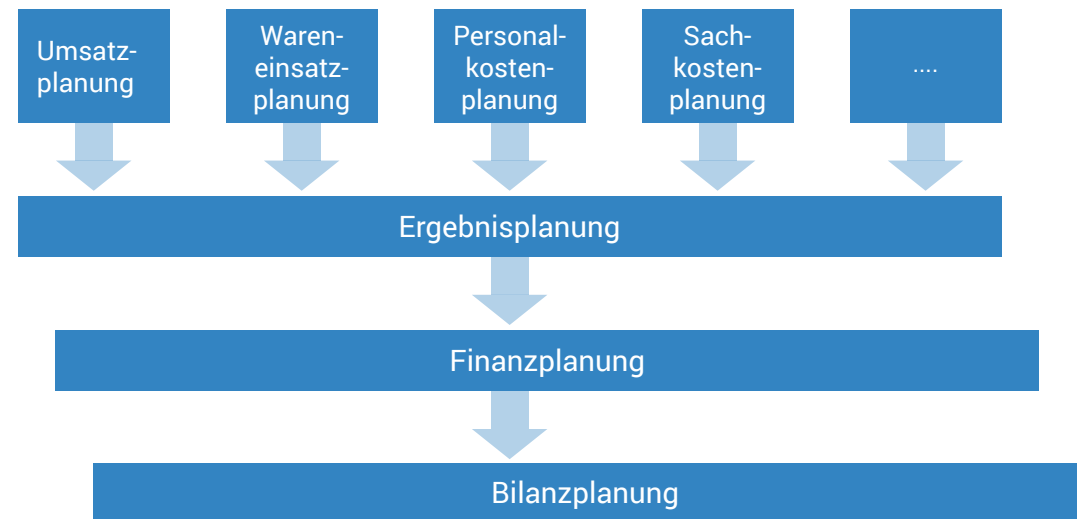 Umsatz-
planung
Waren-
einsatz-
planung
Personal-
kosten-
planung
Sach-
kosten-
planung
....
Ergebnisplanung
Finanzplanung
Bilanzplanung